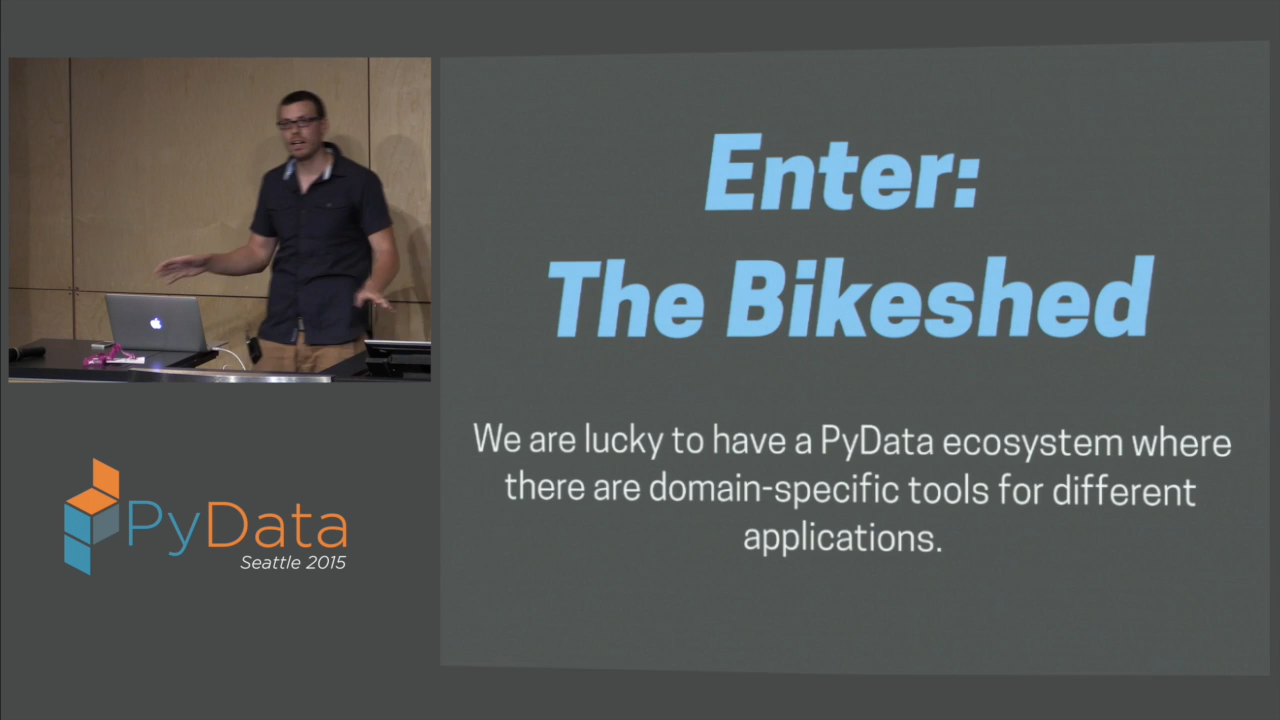 Enter:
The Bikeshed
We are lucky to have a PyData ecosystem where
there are domain-specific tools for different
applications.
PyData
Seattle 2015